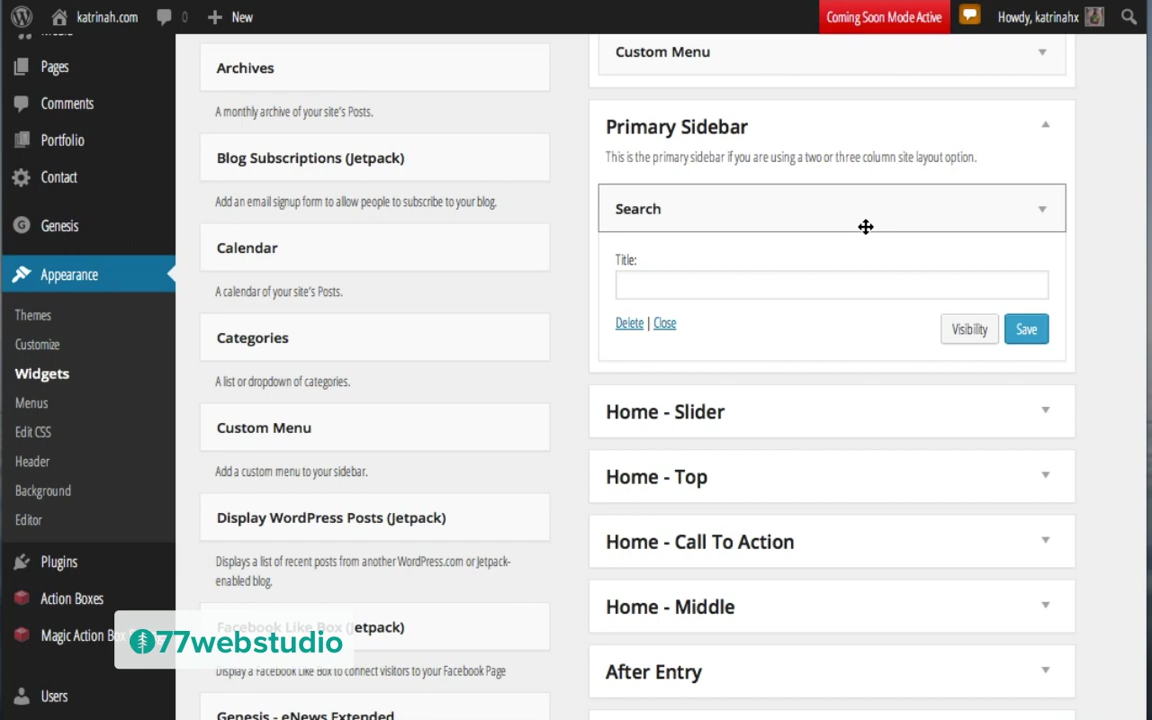 katrinah.com
0
New
Coming Soon Mode Active
Howdy, katrinahx
Pages
Comments
Portfolio
Contact
Genesis
Appearance
Themes
Customize
Widgets
Menus
Edit CSS
Header
Background
Editor
Plugins
Action Boxes
Magic Action Box
Users
Archives
A monthly archive of your site's Posts.
Blog Subscriptions (Jetpack)
Add an email signup form to allow people to subscribe to your blog.
Calendar
A calendar of your site's Posts.
Categories
A list or dropdown of categories.
Custom Menu
Add a custom menu to your sidebar.
Display WordPress Posts (Jetpack)
Displays a list of recent posts from another WordPress.com or Jetpack-
enabled blog.
Facebook Like Box (Jetpack)
Display a Facebook Like Box to connect visitors to your Facebook Page
Genesis - eNews Extended
Custom Menu
Primary Sidebar
This is the primary sidebar if you are using a two or three column site layout option.
Search
Title:
Delete | Close
Visibility
Save
Home - Slider
Home - Top
Home - Call To Action
Home - Middle
After Entry
77webstudio